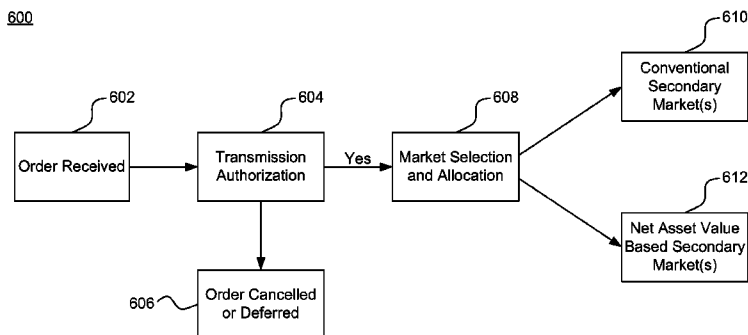 600
602
Order Received
604
Transmission
Authorization
Yes
608
Market Selection
and Allocation
610
Conventional
Secondary
Market(s)
612
Net Asset Value
Based Secondary
Market(s)
606
Order Cancelled
or Deferred